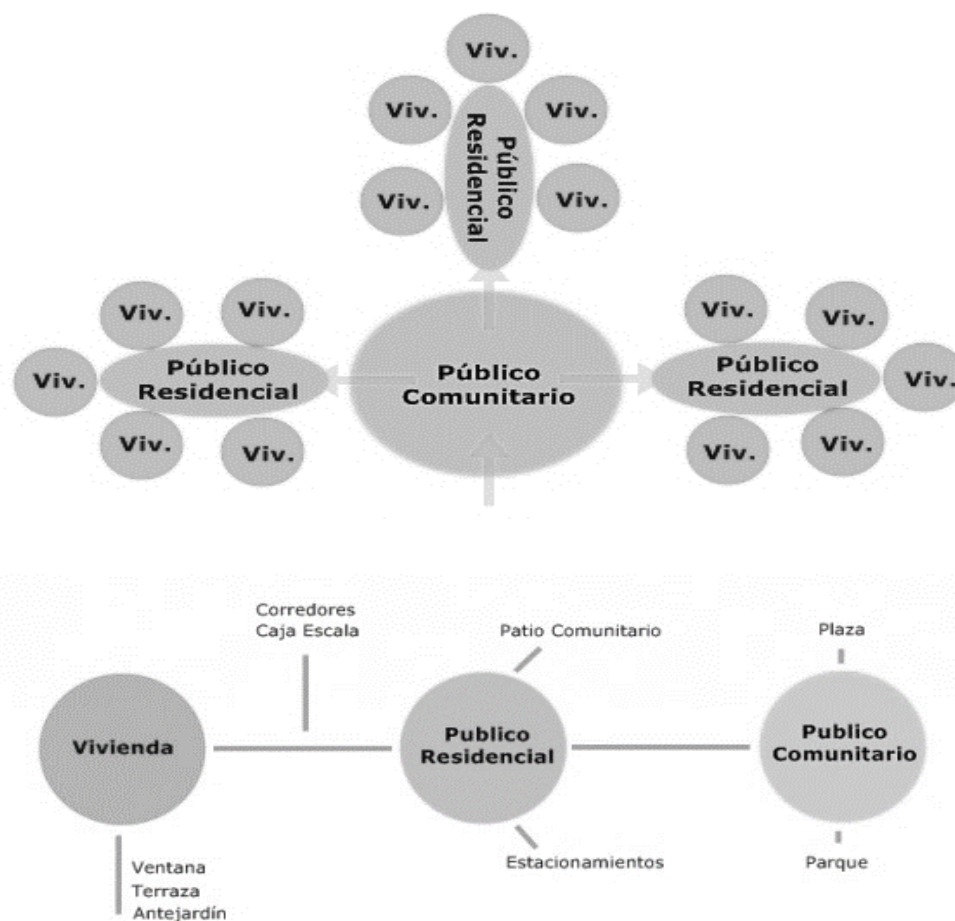 Viv.
Viv.
Viv.
Viv.
Viv.
Público
Residencial
Viv.
Viv.
Viv.
Público
Residencial
Viv.
Viv.
Público
Comunitario
Viv.
Viv.
Público
Residencial
Viv.
Viv.
Viv.
Corredores
Caja Escala
Patio Comunitario
Plaza
Vivienda
Publico
Residencial
Publico
Comunitario
Ventana
Terraza
Antejardín
Estacionamientos
Parque